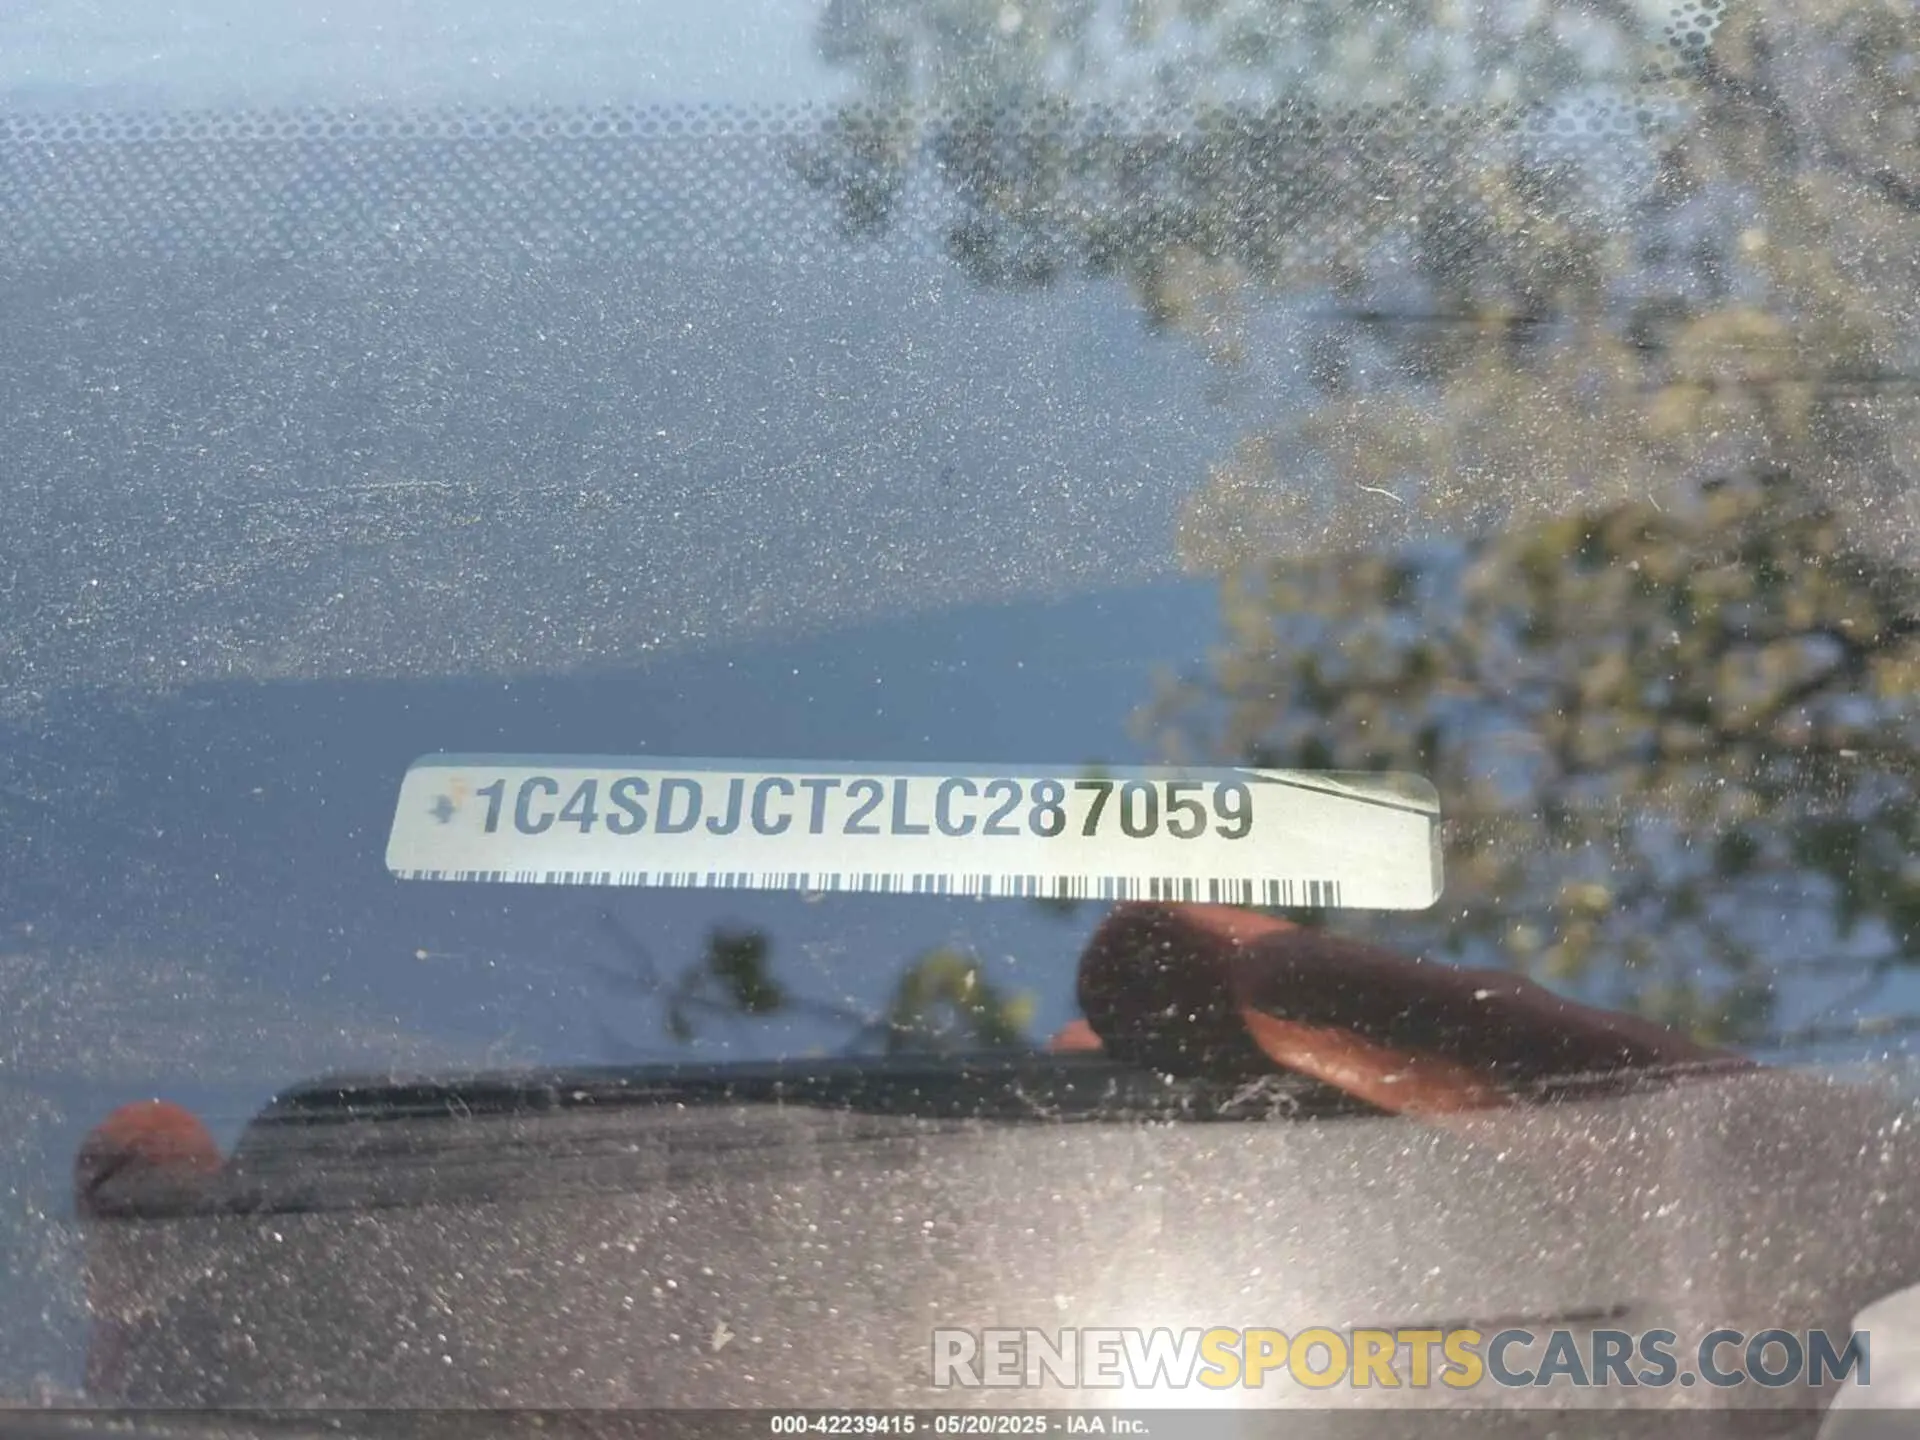 1C4SDJCT2LC287059
RENEWSPORTSCARS.COM
000-42239415 - 05/20/2025 - IAA Inc.